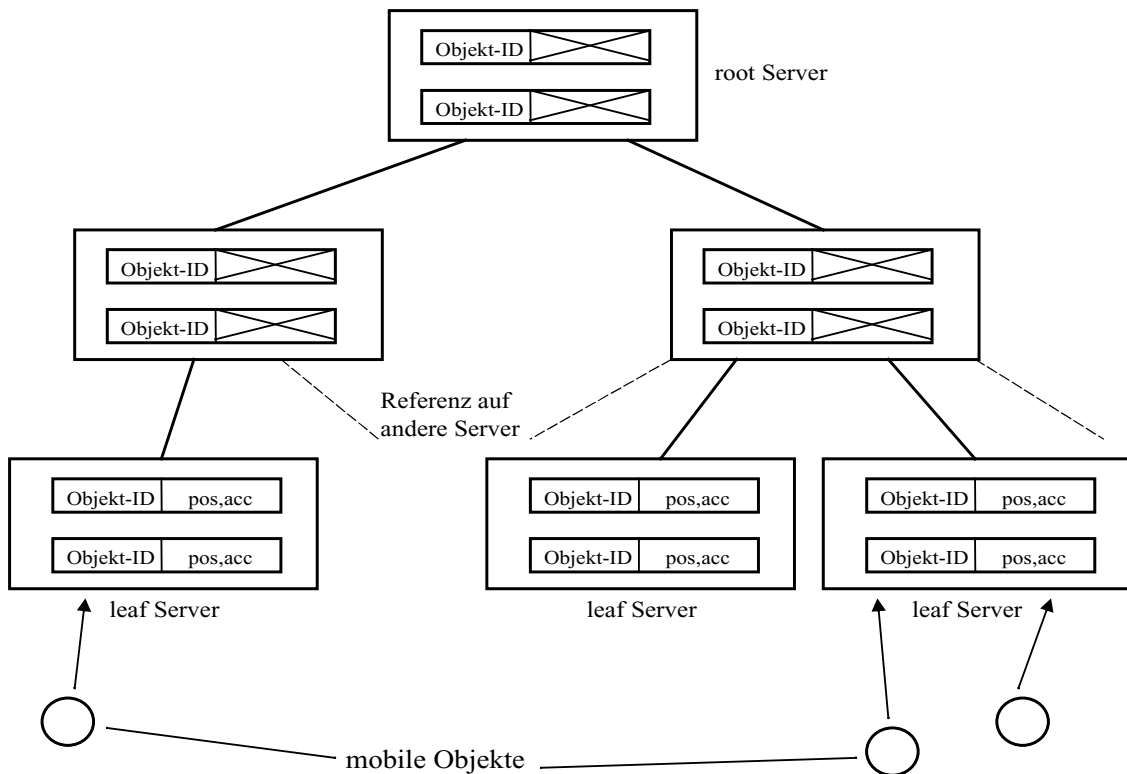 Objekt-ID
root Server
Objekt-ID
Objekt-ID
Objekt-ID
Objekt-ID
Objekt-ID
Referenz auf
andere Server
Objekt-ID pos,acc
Objekt-ID pos,acc
Objekt-ID pos,acc
Objekt-ID pos,acc
Objekt-ID pos,acc
Objekt-ID pos,acc
leaf Server
leaf Server
leaf Server
mobile Objekte